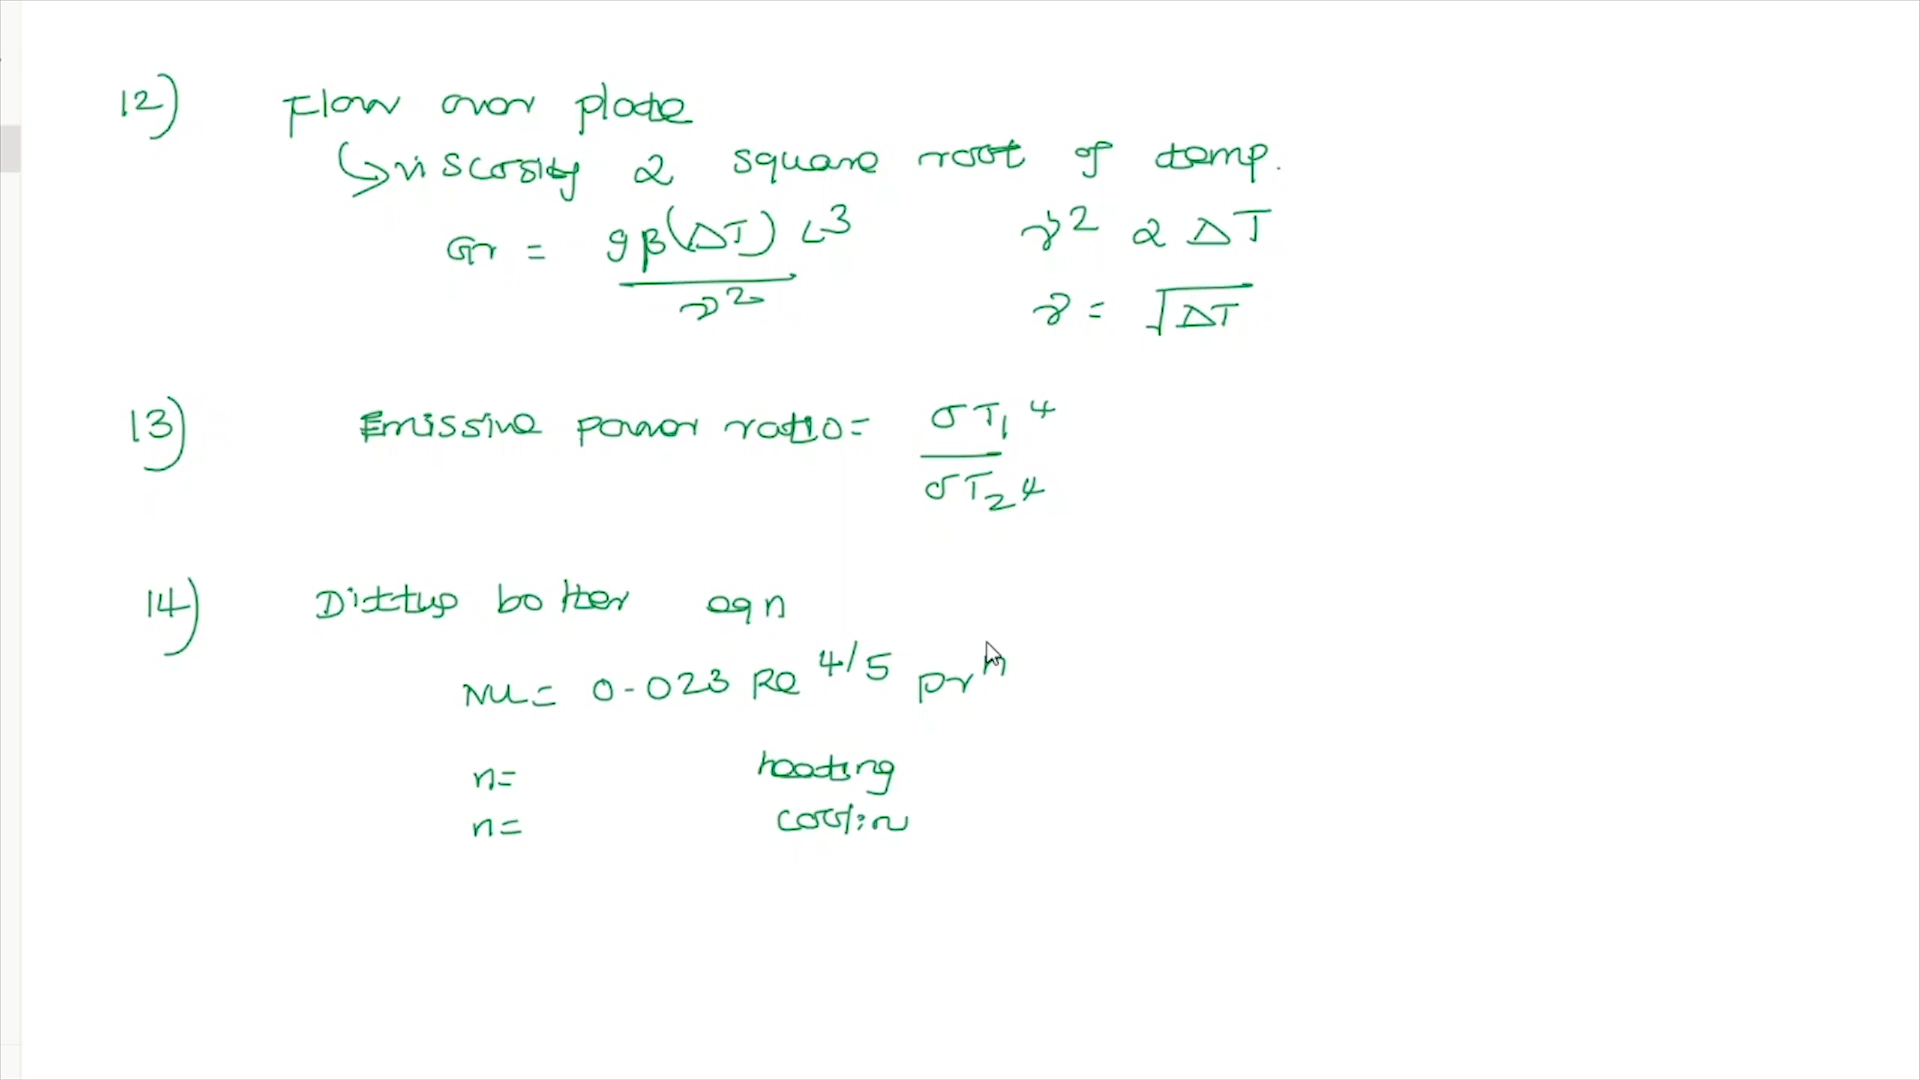 12) Flow over plate
↳ viscosity α square root of temp.
Gr = gβ(ΔT) L³ / ν²
ν² α ΔT
ν = √ΔT
13) Emissive power ratio = σT₁⁴ / σT₂⁴
14) Dittus bolter eqn
Nu = 0.023 Re^4/5 Pr^n
n= heating
n= coolin